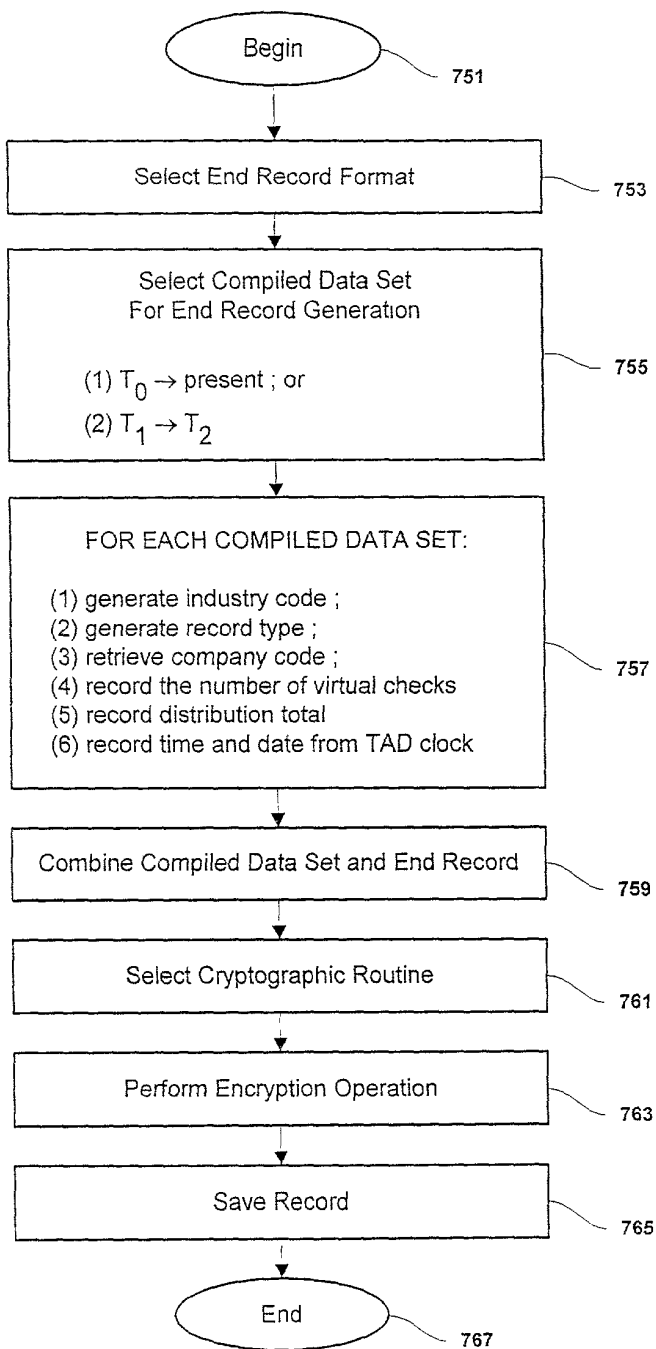 Begin
751
Select End Record Format
753
Select Compiled Data Set
For End Record Generation
(1) T0 → present ; or
(2) T1 → T2
755
FOR EACH COMPILED DATA SET:
(1) generate industry code ;
(2) generate record type ;
(3) retrieve company code ;
(4) record the number of virtual checks
(5) record distribution total
(6) record time and date from TAD clock
757
Combine Compiled Data Set and End Record
759
Select Cryptographic Routine
761
Perform Encryption Operation
763
Save Record
765
End
767